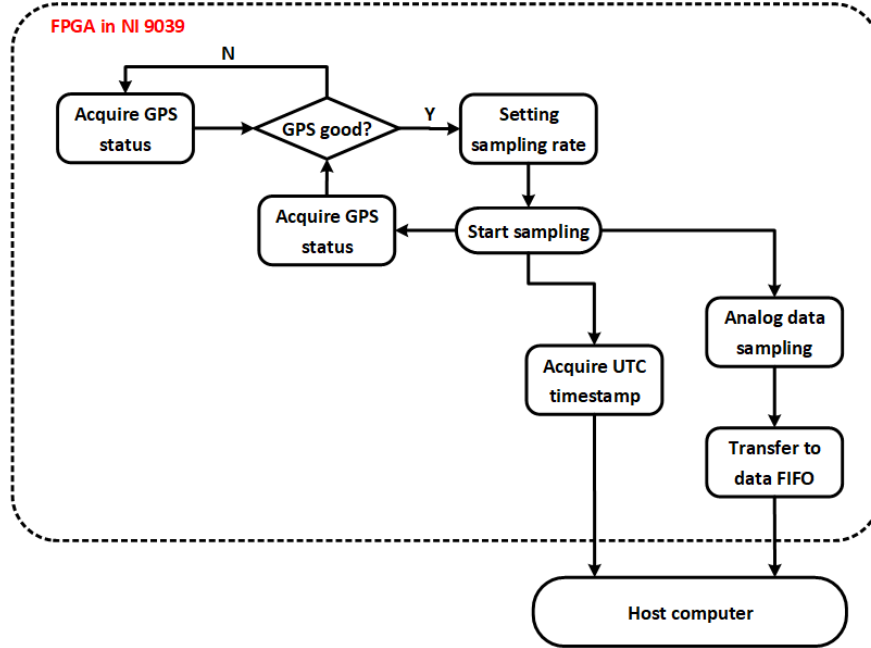 FPGA in NI 9039
N
Acquire GPS
status
GPS good?
Y
Setting
sampling rate
Acquire GPS
status
Start sampling
Analog data
sampling
Acquire UTC
timestamp
Transfer to
data FIFO
Host computer